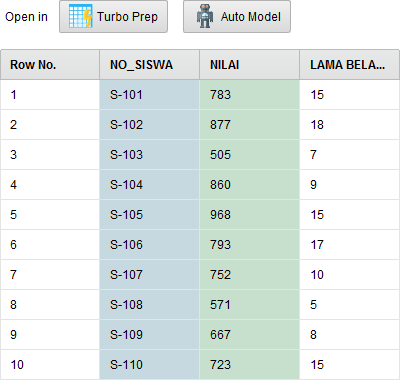 Open in Turbo Prep Auto Model
Row No. NO_SISWA NILAI LAMA BELA...
1 S-101 783 15
2 S-102 877 18
3 S-103 505 7
4 S-104 860 9
5 S-105 968 15
6 S-106 793 17
7 S-107 752 10
8 S-108 571 5
9 S-109 667 8
10 S-110 723 15